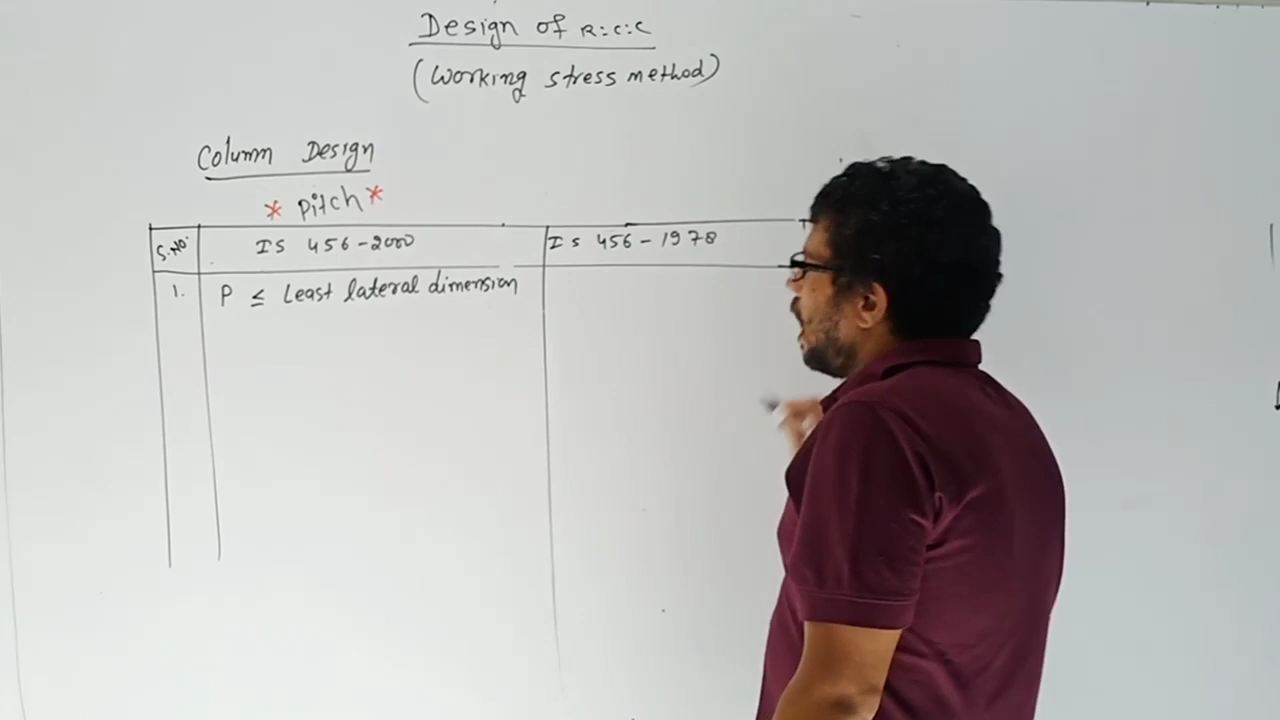 Design of R:C:C
(Working stress method)
Column Design
* Pitch *
S.NO. IS 456-2000 IS 456-1978
1. P ≤ Least lateral dimension